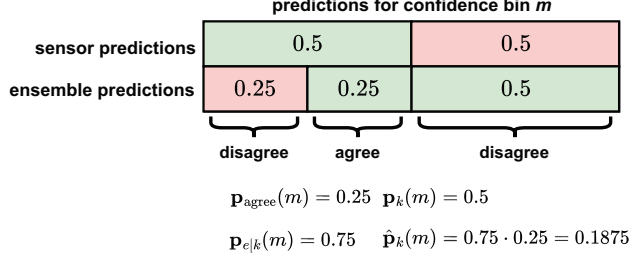 predictions for confidence bin m
sensor predictions 0.5 0.5
ensemble predictions 0.25 0.25 0.5
disagree agree disagree
p_agree(m) = 0.25 p_k(m) = 0.5
p_e|k(m) = 0.75 p̂_k(m) = 0.75 · 0.25 = 0.1875